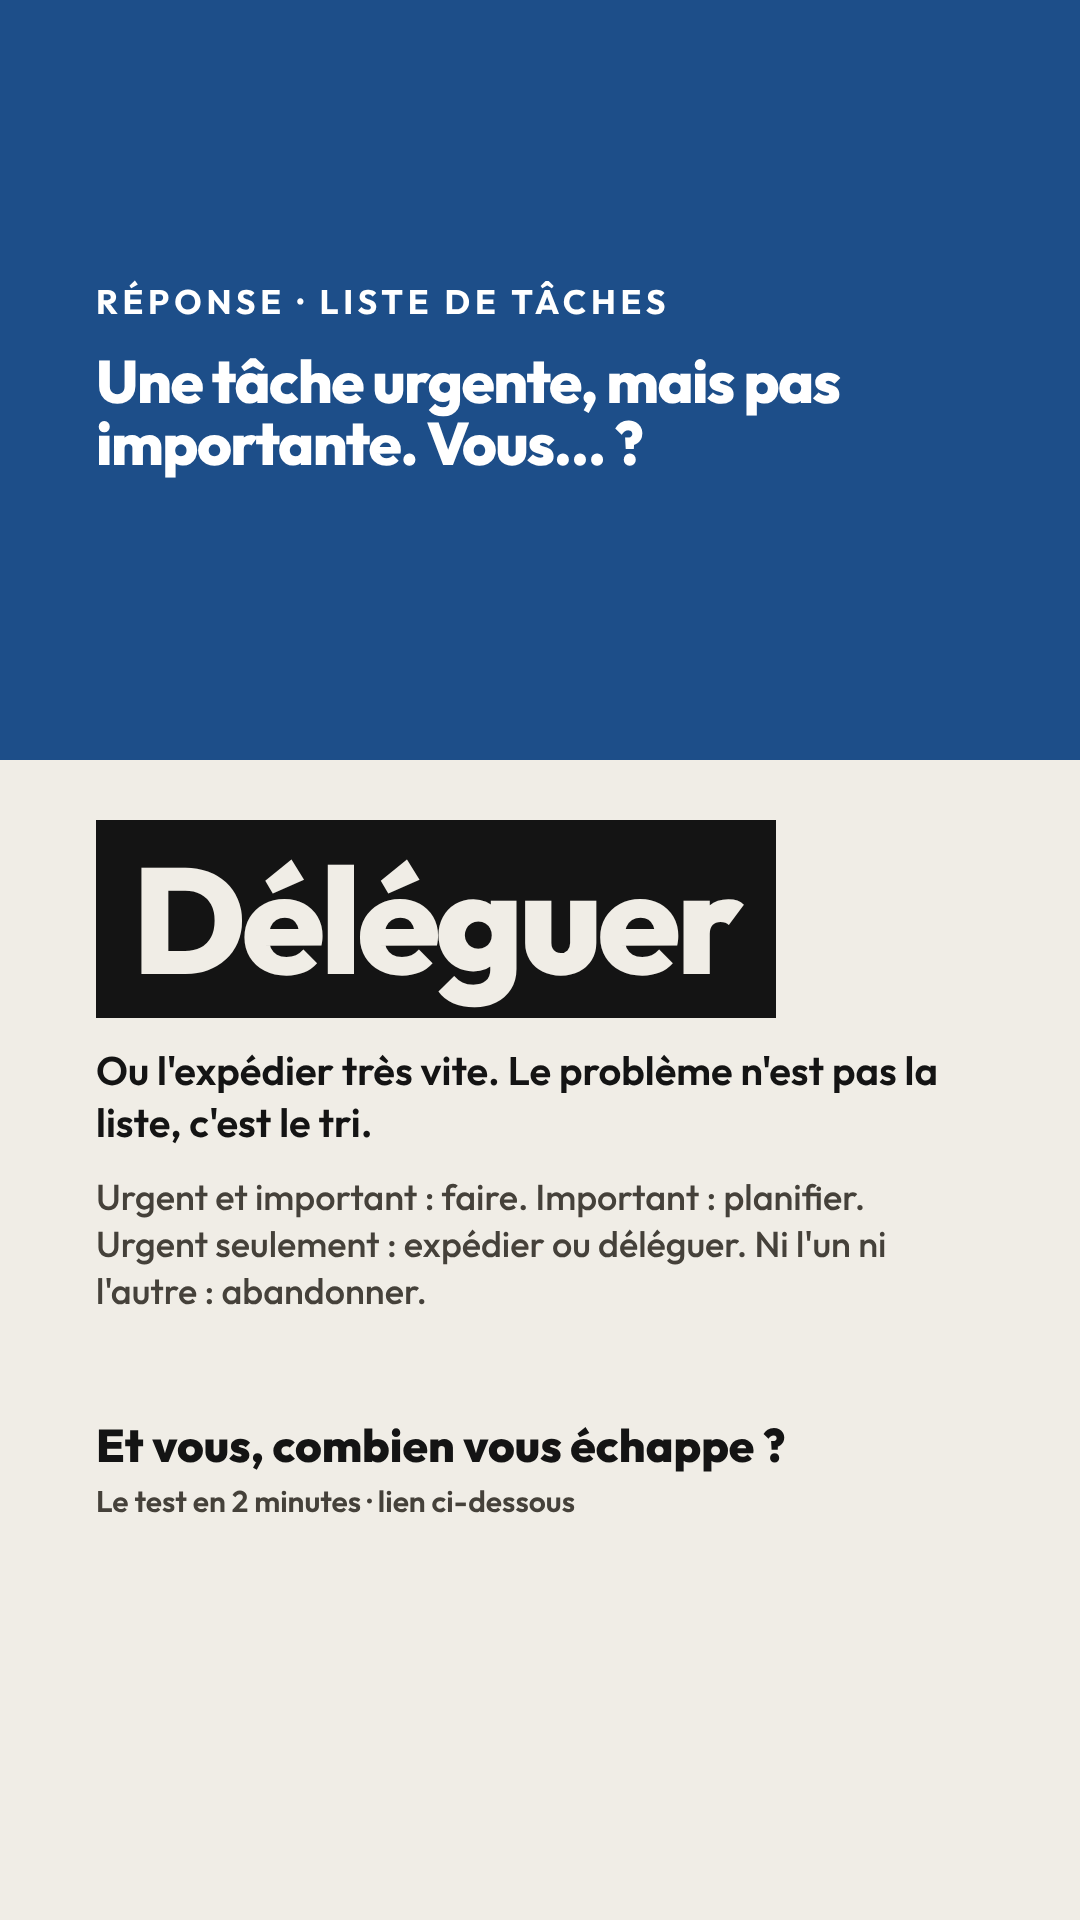 RÉPONSE · LISTE DE TÂCHES
Une tâche urgente, mais pas
importante. Vous... ?
Déléguer
Ou l'expédier très vite. Le problème n'est pas la
liste, c'est le tri.
Urgent et important : faire. Important : planifier.
Urgent seulement : expédier ou déléguer. Ni l'un ni
l'autre : abandonner.
Et vous, combien vous échappe ?
Le test en 2 minutes · lien ci-dessous